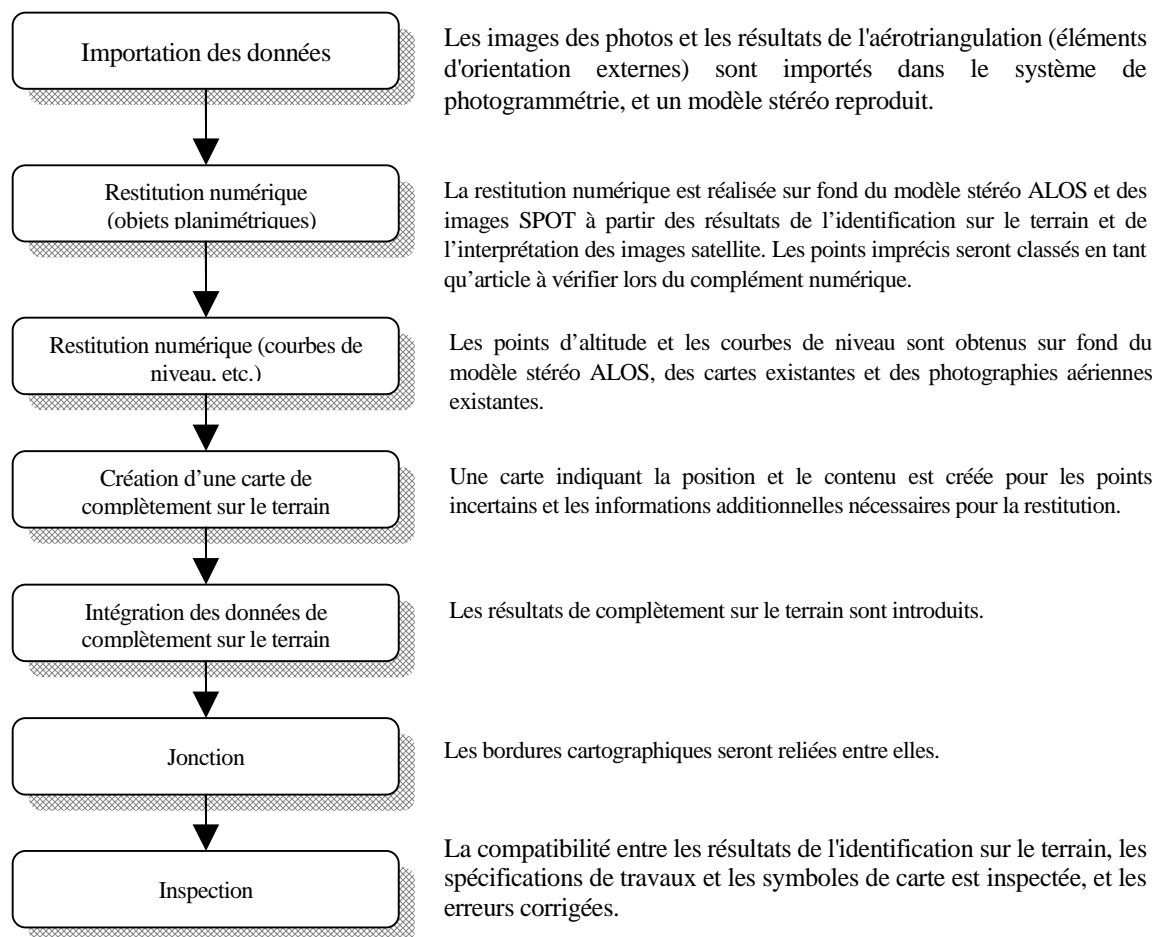 Importation des données
Les images des photos et les résultats de l'aérotriangulation (éléments
d'orientation externes) sont importés dans le système de
photogrammétrie, et un modèle stéréo reproduit.
Restitution numérique
(objets planimétriques)
La restitution numérique est réalisée sur fond du modèle stéréo ALOS et des
images SPOT à partir des résultats de l’identification sur le terrain et de
l’interprétation des images satellite. Les points imprécis seront classés en tant
qu’article à vérifier lors du complément numérique.
Restitution numérique (courbes de
niveau, etc.)
Les points d’altitude et les courbes de niveau sont obtenus sur fond du
modèle stéréo ALOS, des cartes existantes et des photographies aériennes
existantes.
Création d’une carte de
complètement sur le terrain
Une carte indiquant la position et le contenu est créée pour les points
incertains et les informations additionnelles nécessaires pour la restitution.
Intégration des données de
complètement sur le terrain
Les résultats de complètement sur le terrain sont introduits.
Jonction
Les bordures cartographiques seront reliées entre elles.
Inspection
La compatibilité entre les résultats de l'identification sur le terrain, les
spécifications de travaux et les symboles de carte est inspectée, et les
erreurs corrigées.